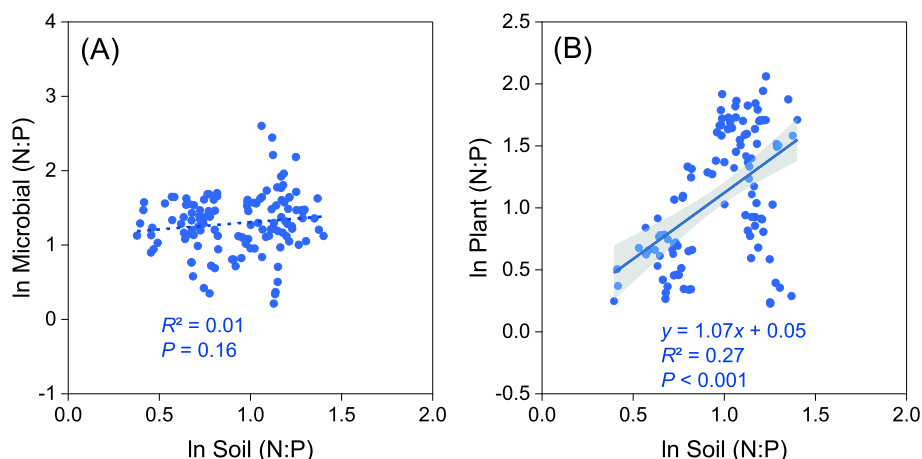 (A)
ln Microbial (N:P)
4
3
2
1
0
-1
R² = 0.01
P = 0.16
0.0 0.5 1.0 1.5 2.0
ln Soil (N:P)
(B)
ln Plant (N:P)
2.5
2.0
1.5
1.0
0.5
0.0
-0.5
y = 1.07x + 0.05
R² = 0.27
P < 0.001
0.0 0.5 1.0 1.5 2.0
ln Soil (N:P)